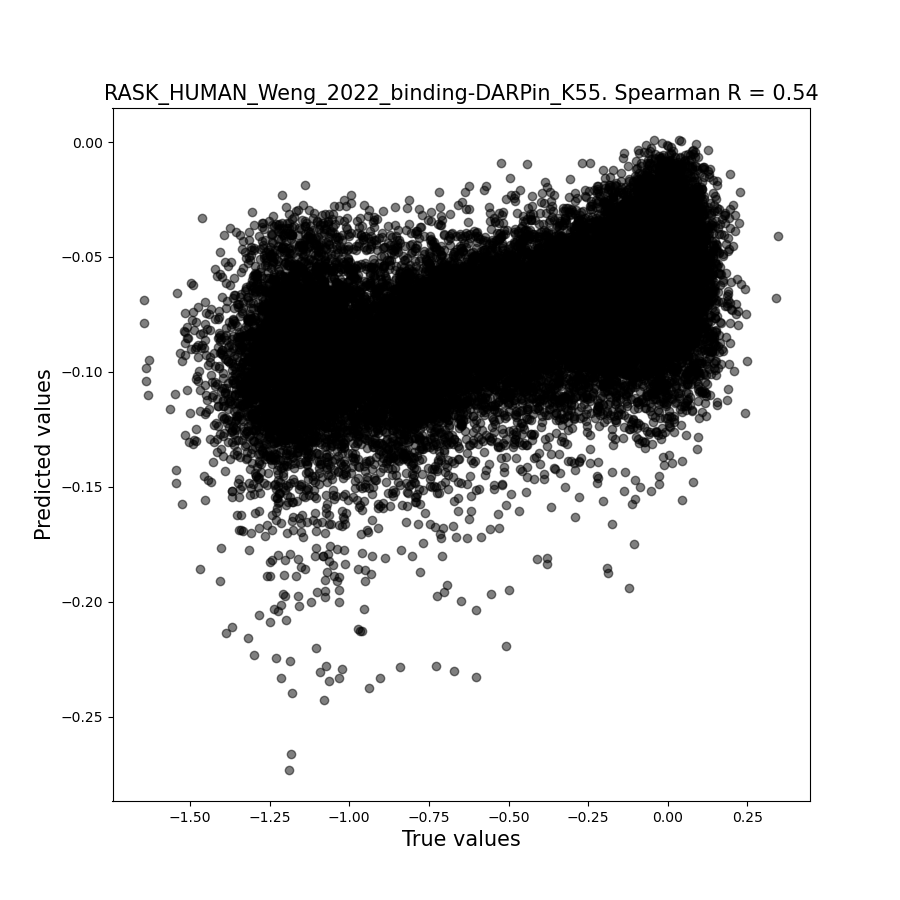 RASK_HUMAN_Weng_2022_binding-DARPin_K55. Spearman R = 0.54
0.00
−0.05
−0.10
−0.15
−0.20
−0.25
Predicted values
−1.50 −1.25 −1.00 −0.75 −0.50 −0.25 0.00 0.25
True values